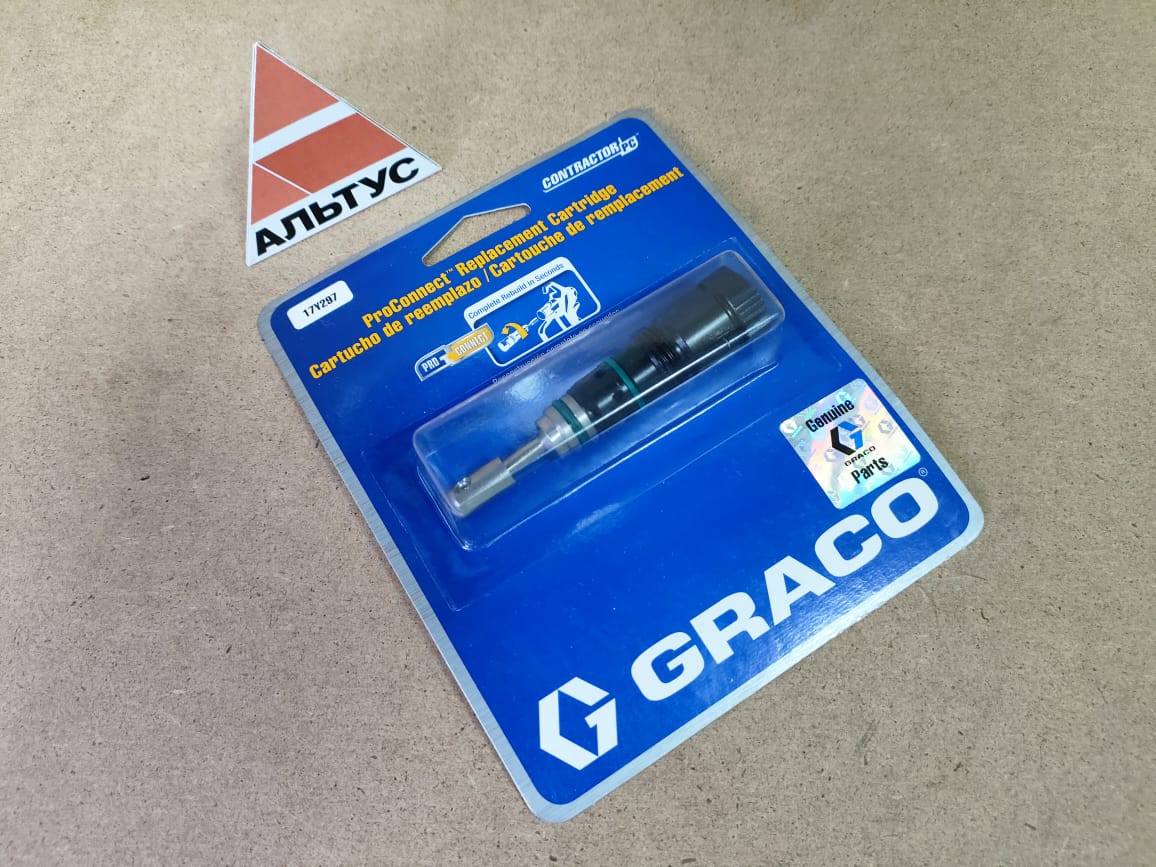 АЛЬТУС
CONTRACTOR PC™
17Y297
ProConnect™ Replacement Cartridge
Cartucho de reemplazo / Cartouche de remplacement
PRO CONNECT
Complete Rebuild in Seconds
Genuine
GRACO
Parts
GRACO®